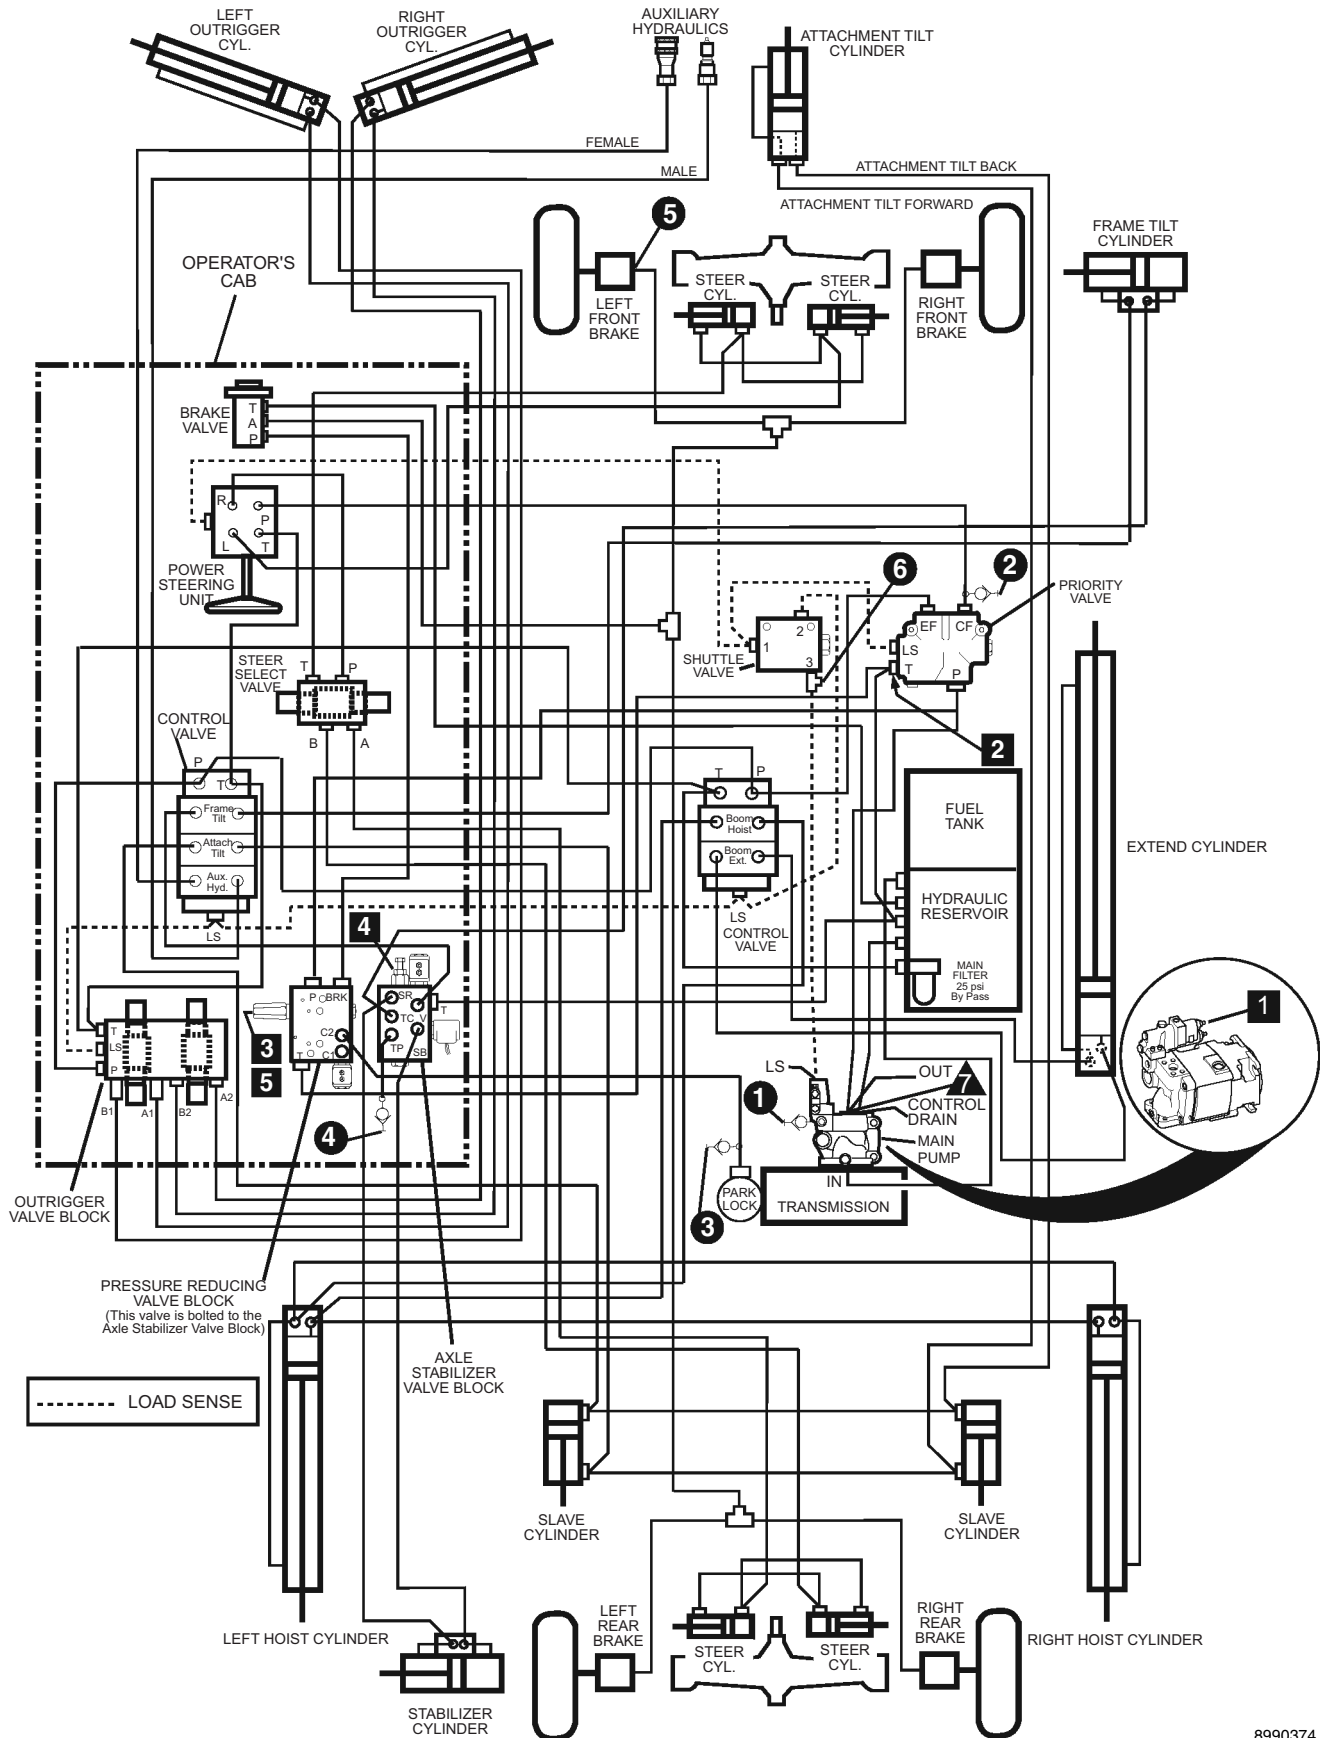 LEFT
OUTRIGGER
CYL.
RIGHT
OUTRIGGER
CYL.
AUXILIARY
HYDRAULICS
ATTACHMENT TILT
CYLINDER
FEMALE
MALE
ATTACHMENT TILT BACK
ATTACHMENT TILT FORWARD
5
FRAME TILT
CYLINDER
OPERATOR'S
CAB
STEER
CYL.
STEER
CYL.
LEFT
FRONT
BRAKE
RIGHT
FRONT
BRAKE
BRAKE
VALVE
T
A
P
R
P
L
T
POWER
STEERING
UNIT
6
2
PRIORITY
VALVE
EF
CF
LS
T
P
1
2
3
SHUTTLE
VALVE
STEER
SELECT
VALVE
T
P
B
A
CONTROL
VALVE
P
T
Frame
Tilt
Attach
Tilt
Aux.
Hyd.
LS
2
T
P
Boom
Hoist
Boom
Ext.
LS
CONTROL
VALVE
FUEL
TANK
HYDRAULIC
RESERVOIR
MAIN
FILTER
25 psi
By Pass
EXTEND CYLINDER
4
P
BRK
C2
C1
T
SR
TC
V
TP
SB
T
3
5
T
LS
P
B1
A1
B2
A2
4
LS
OUT
7
CONTROL
DRAIN
1
MAIN
PUMP
IN
1
3
PARK
LOCK
TRANSMISSION
OUTRIGGER
VALVE BLOCK
PRESSURE REDUCING
VALVE BLOCK
(This valve is bolted to the
Axle Stabilizer Valve Block)
AXLE
STABILIZER
VALVE BLOCK
LOAD SENSE
SLAVE
CYLINDER
SLAVE
CYLINDER
LEFT HOIST CYLINDER
LEFT
REAR
BRAKE
RIGHT
REAR
BRAKE
RIGHT HOIST CYLINDER
STEER
CYL.
STEER
CYL.
STABILIZER
CYLINDER
8990374